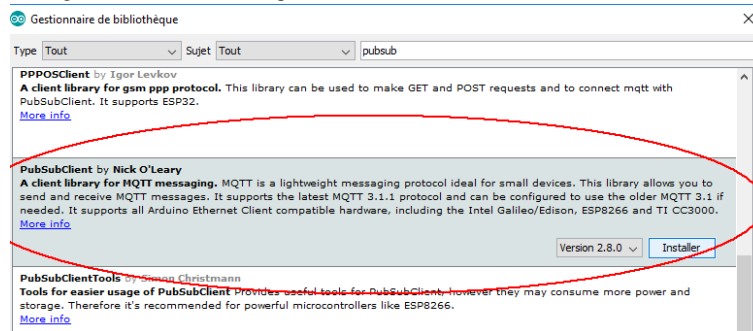 Gestionnaire de bibliothèque
Type Tout Sujet Tout pubsub
PPPOSClient by Igor Levkov
A client library for gsm ppp protocol. This library can be used to make GET and POST requests and to connect mqtt with
PubSubClient. It supports ESP32.
More info
PubSubClient by Nick O'Leary
A client library for MQTT messaging. MQTT is a lightweight messaging protocol ideal for small devices. This library allows you to
send and receive MQTT messages. It supports the latest MQTT 3.1.1 protocol and can be configured to use the older MQTT 3.1 if
needed. It supports all Arduino Ethernet Client compatible hardware, including the Intel Galileo/Edison, ESP8266 and TI CC3000.
More info
Version 2.8.0 Installer
PubSubClientTools by Simon Christmann
Tools for easier usage of PubSubClient Provides useful tools for PubSubClient, however they may consume more power and
storage. Therefore it's recommended for powerful microcontrollers like ESP8266.
More info